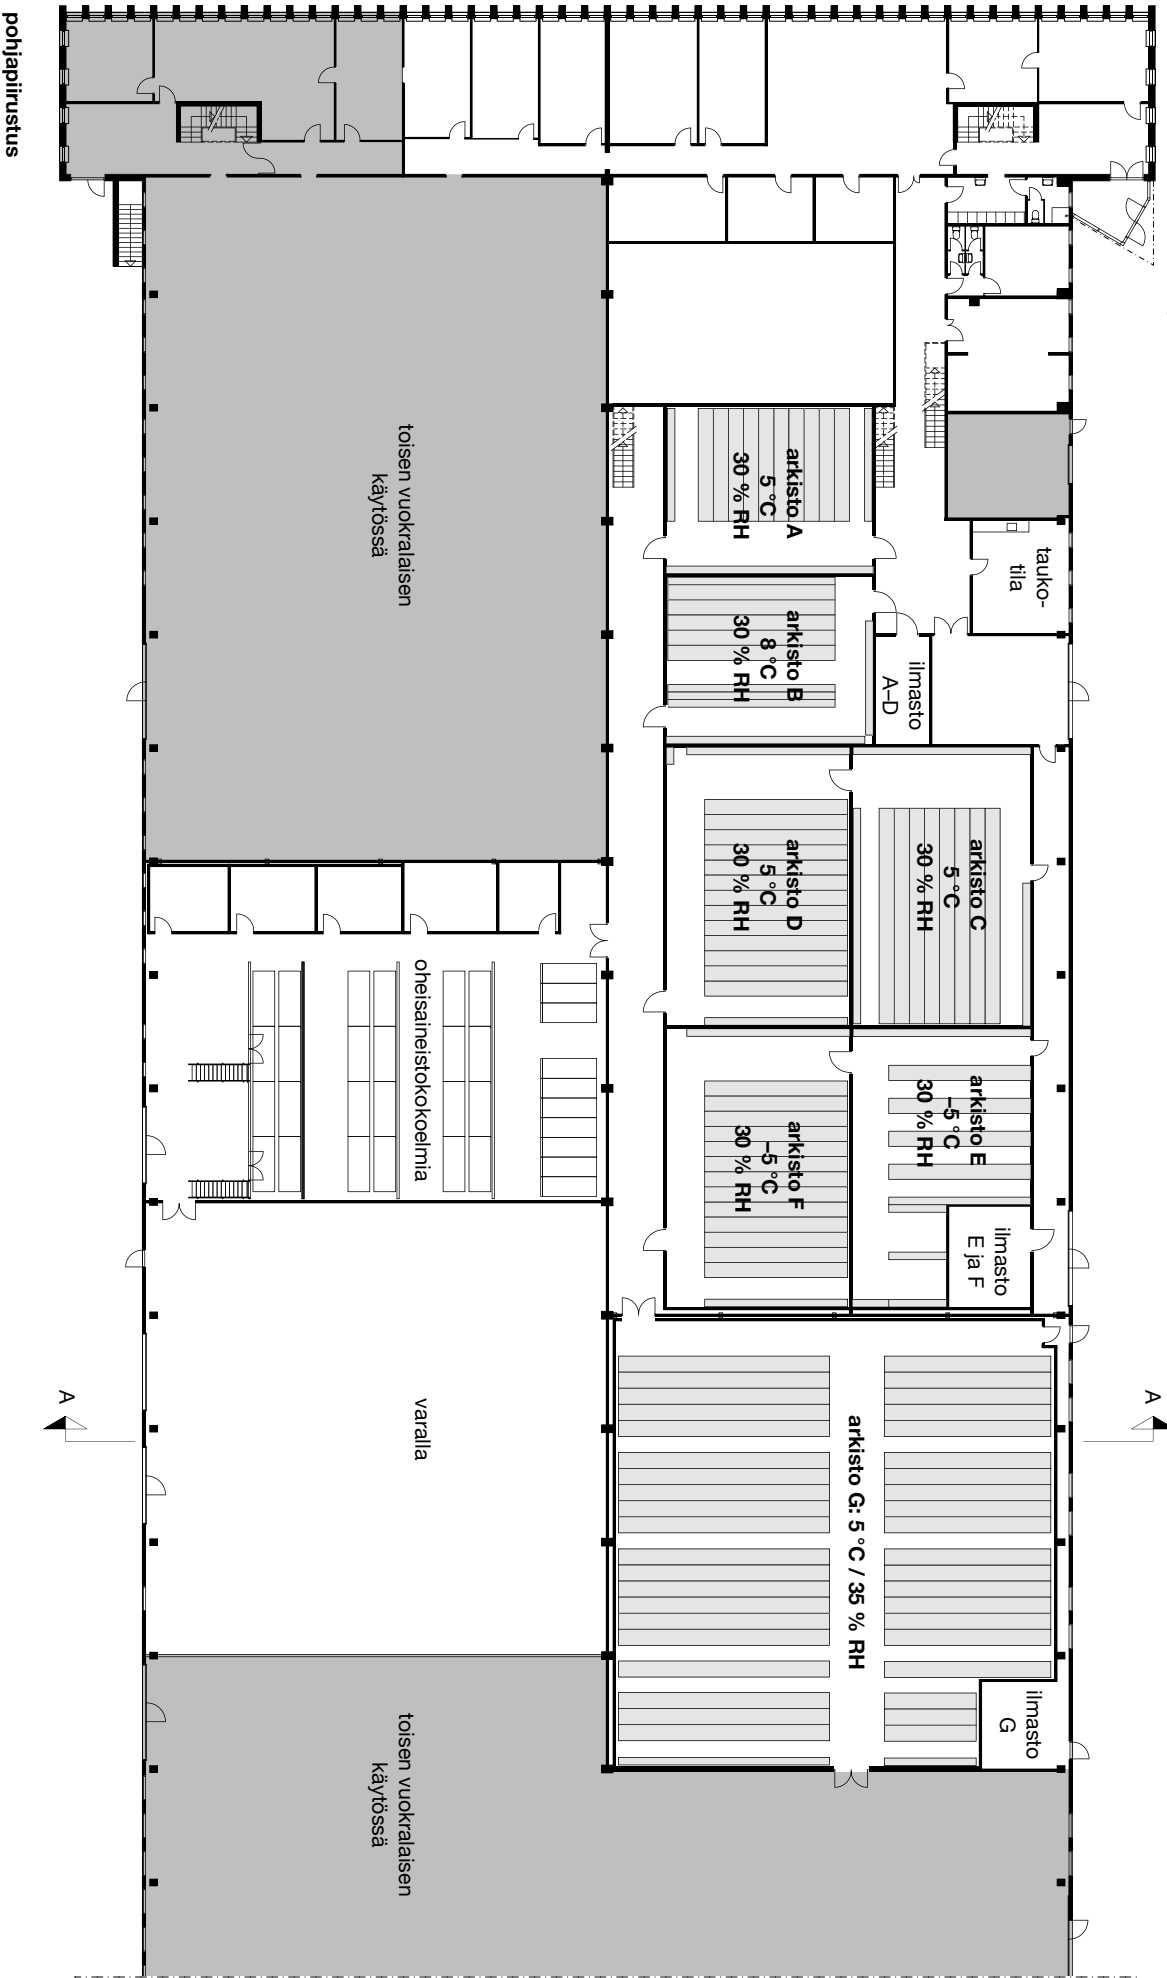 pohjapiirustus
tauko-
tila
arkisto A
5 °C
30 % RH
arkisto B
8 °C
30 % RH
ilmasto
A–D
arkisto C
5 °C
30 % RH
arkisto D
5 °C
30 % RH
arkisto E
–5 °C
30 % RH
arkisto F
–5 °C
30 % RH
ilmasto
E ja F
arkisto G: 5 °C / 35 % RH
ilmasto
G
A
toisen vuokralaisen
käytössä
oheisaineistokokoelmia
varalla
toisen vuokralaisen
käytössä
A